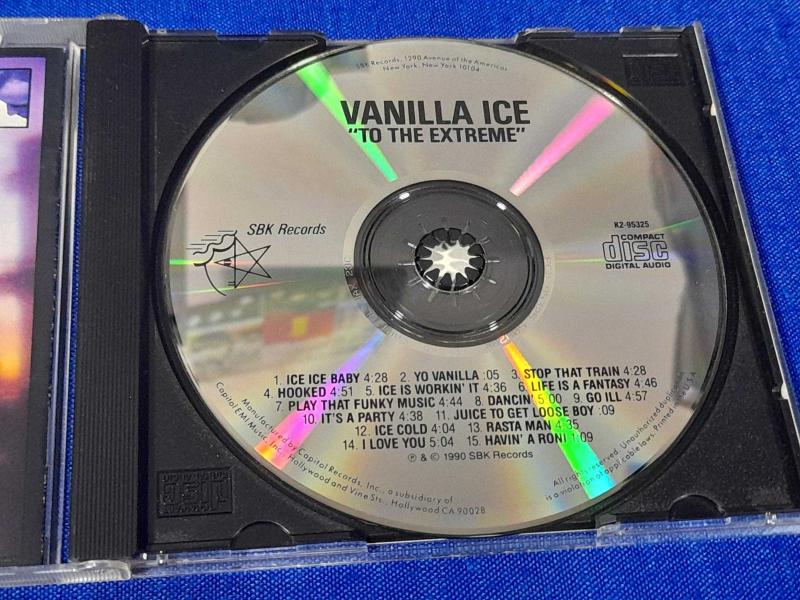 SBK Records, 1290 Avenue of the Americas
New York, New York 10104
VANILLA ICE
"TO THE EXTREME"
SBK Records
K2-95325
COMPACT
disc
DIGITAL AUDIO
1. ICE ICE BABY 4:28 2. YO VANILLA :05 3. STOP THAT TRAIN 4:28
4. HOOKED 4:51 5. ICE IS WORKIN' IT 4:36 6. LIFE IS A FANTASY 4:46
7. PLAY THAT FUNKY MUSIC 4:44 8. DANCIN' 5:00 9. GO ILL 4:57
10. IT'S A PARTY 4:38 11. JUICE TO GET LOOSE BOY :09
12. ICE COLD 4:04 13. RASTA MAN 4:35
14. I LOVE YOU 5:04 15. HAVIN' A RONI 1:09
℗ & © 1990 SBK Records
Manufactured by Capitol Records, Inc., a subsidiary of
Capitol-EMI Music, Inc., Hollywood and Vine Sts., Hollywood CA 90028
All rights reserved. Unauthorized duplication
is a violation of applicable laws. Printed in U.S.A.